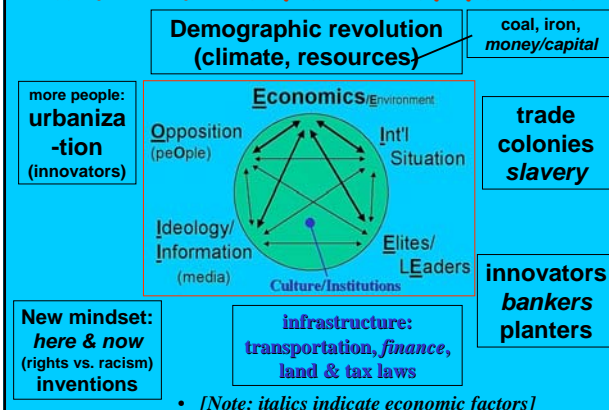 Demographic revolution
(climate, resources)
coal, iron,
money/capital
more people:
urbaniza
-tion
(innovators)
Economics/Environment
Opposition
(peOple)
Int'l
Situation
trade
colonies
slavery
Ideology/
Information
(media)
Elites/
LEaders
Culture/Institutions
innovators
bankers
planters
New mindset:
here & now
(rights vs. racism)
inventions
infrastructure:
transportation, finance,
land & tax laws
• [Note: italics indicate economic factors]